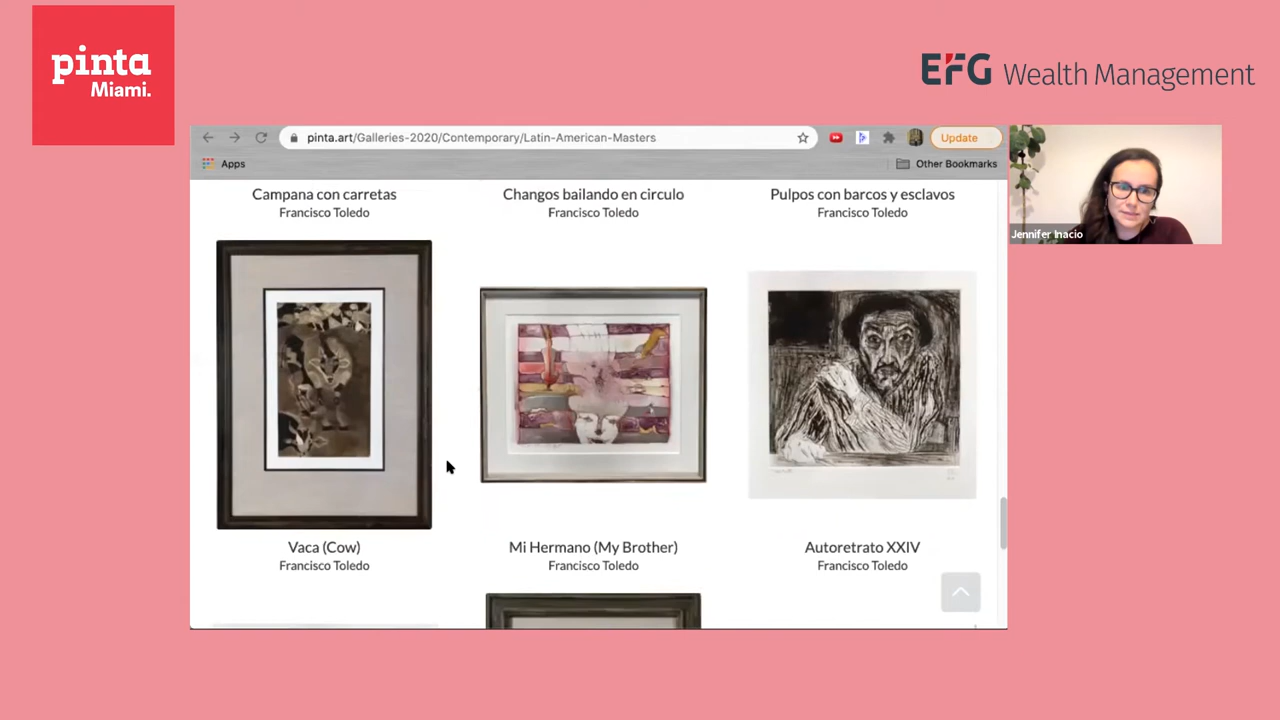 pinta
Miami.
EFG Wealth Management
pinta.art/Galleries-2020/Contemporary/Latin-American-Masters
Update
Apps
Other Bookmarks
Jennifer Inacio
Campana con carretas
Francisco Toledo
Changos bailando en circulo
Francisco Toledo
Pulpos con barcos y esclavos
Francisco Toledo
Vaca (Cow)
Francisco Toledo
Mi Hermano (My Brother)
Francisco Toledo
Autoretrato XXIV
Francisco Toledo